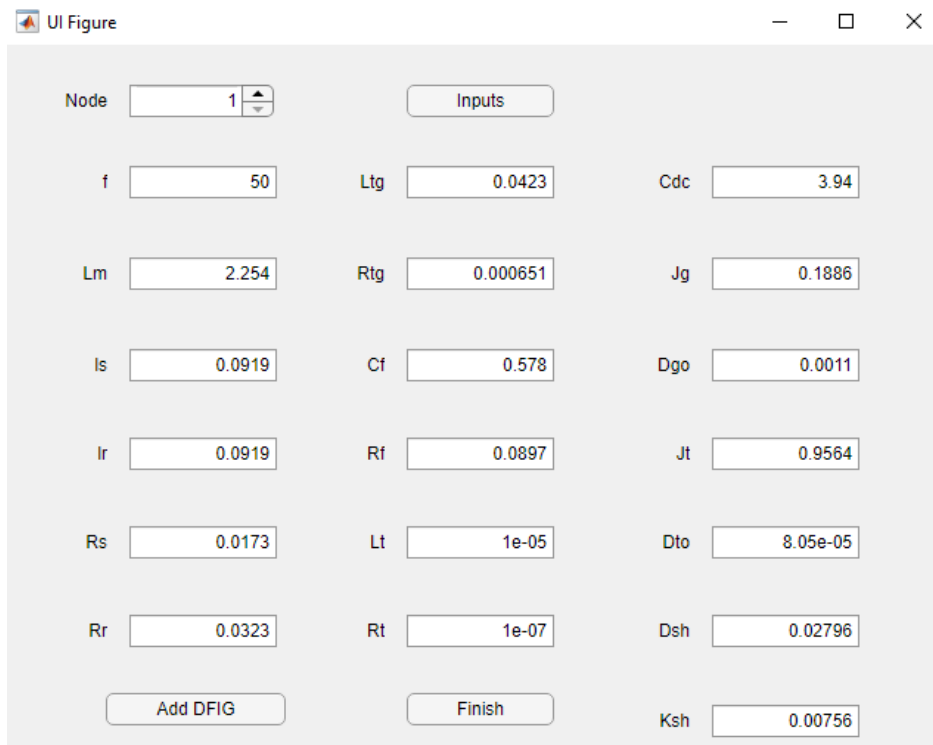 UI Figure
Node 1 Inputs
f 50 Ltg 0.0423 Cdc 3.94
Lm 2.254 Rtg 0.000651 Jg 0.1886
ls 0.0919 Cf 0.578 Dgo 0.0011
lr 0.0919 Rf 0.0897 Jt 0.9564
Rs 0.0173 Lt 1e-05 Dto 8.05e-05
Rr 0.0323 Rt 1e-07 Dsh 0.02796
Add DFIG Finish Ksh 0.00756